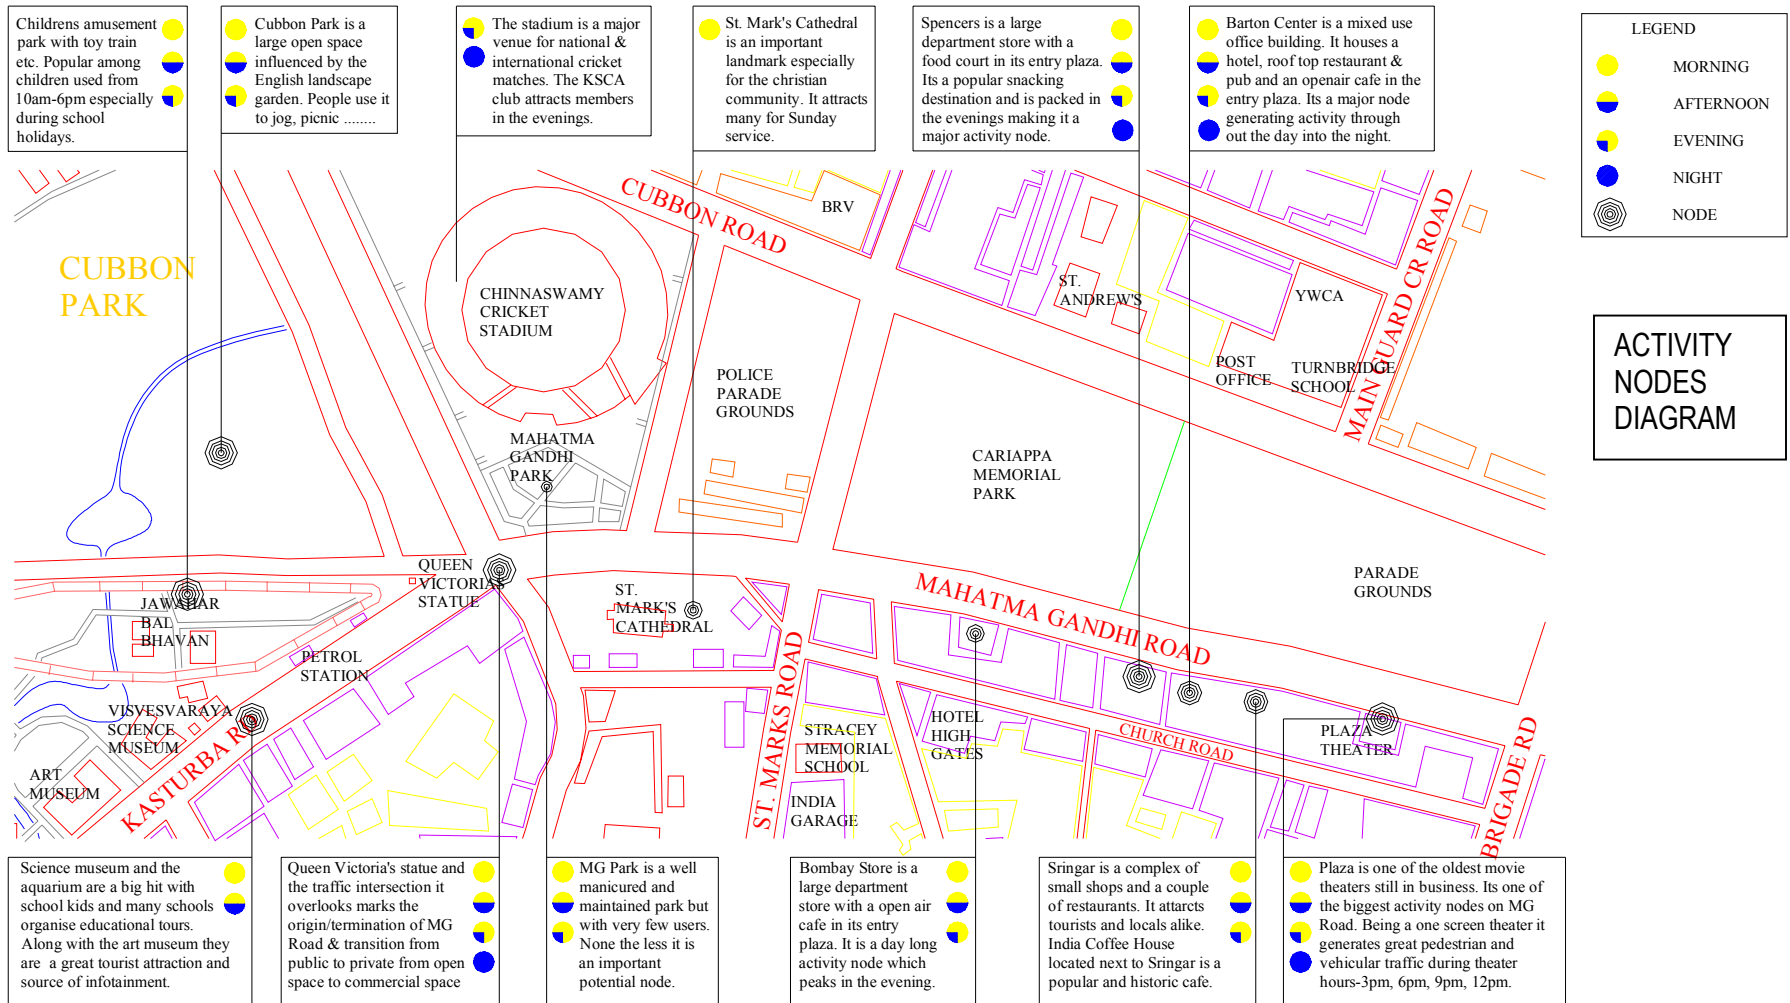 Childrens amusement
park with toy train
etc. Popular among
children used from
10am-6pm especially
during school
holidays.
Cubbon Park is a
large open space
influenced by the
English landscape
garden. People use it
to jog, picnic ........
The stadium is a major
venue for national &
international cricket
matches. The KSCA
club attracts members
in the evenings.
St. Mark's Cathedral
is an important
landmark especially
for the christian
community. It attracts
many for Sunday
service.
Spencers is a large
department store with a
food court in its entry plaza.
Its a popular snacking
destination and is packed in
the evenings making it a
major activity node.
Barton Center is a mixed use
office building. It houses a
hotel, roof top restaurant &
pub and an openair cafe in the
entry plaza. Its a major node
generating activity through
out the day into the night.
LEGEND
MORNING
AFTERNOON
EVENING
NIGHT
NODE
ACTIVITY
NODES
DIAGRAM
CUBBON
PARK
CUBBON ROAD
BRV
CHINNASWAMY
CRICKET
STADIUM
ST.
ANDREW'S
YWCA
MAIN GUARD CR ROAD
POST
OFFICE
TURNBRIDGE
SCHOOL
POLICE
PARADE
GROUNDS
MAHATMA
GANDHI
PARK
CARIAPPA
MEMORIAL
PARK
QUEEN
VICTORIAS
STATUE
PARADE
GROUNDS
MAHATMA GANDHI ROAD
JAWAHAR
BAL
BHAVAN
ST.
MARK'S
CATHEDRAL
PETROL
STATION
VISVESVARAYA
SCIENCE
MUSEUM
KASTURBA RD
ART
MUSEUM
ST. MARKS ROAD
STRACEY
MEMORIAL
SCHOOL
INDIA
GARAGE
HOTEL
HIGH
GATES
CHURCH ROAD
PLAZA
THEATER
BRIGADE RD
Science museum and the
aquarium are a big hit with
school kids and many schools
organise educational tours.
Along with the art museum they
are a great tourist attraction and
source of infotainment.
Queen Victoria's statue and
the traffic intersection it
overlooks marks the
origin/termination of MG
Road & transition from
public to private from open
space to commercial space
MG Park is a well
manicured and
maintained park but
with very few users.
None the less it is
an important
potential node.
Bombay Store is a
large department
store with a open air
cafe in its entry
plaza. It is a day long
activity node which
peaks in the evening.
Sringar is a complex of
small shops and a couple
of restaurants. It attarcts
tourists and locals alike.
India Coffee House
located next to Sringar is a
popular and historic cafe.
Plaza is one of the oldest movie
theaters still in business. Its one of
the biggest activity nodes on MG
Road. Being a one screen theater it
generates great pedestrian and
vehicular traffic during theater
hours-3pm, 6pm, 9pm, 12pm.